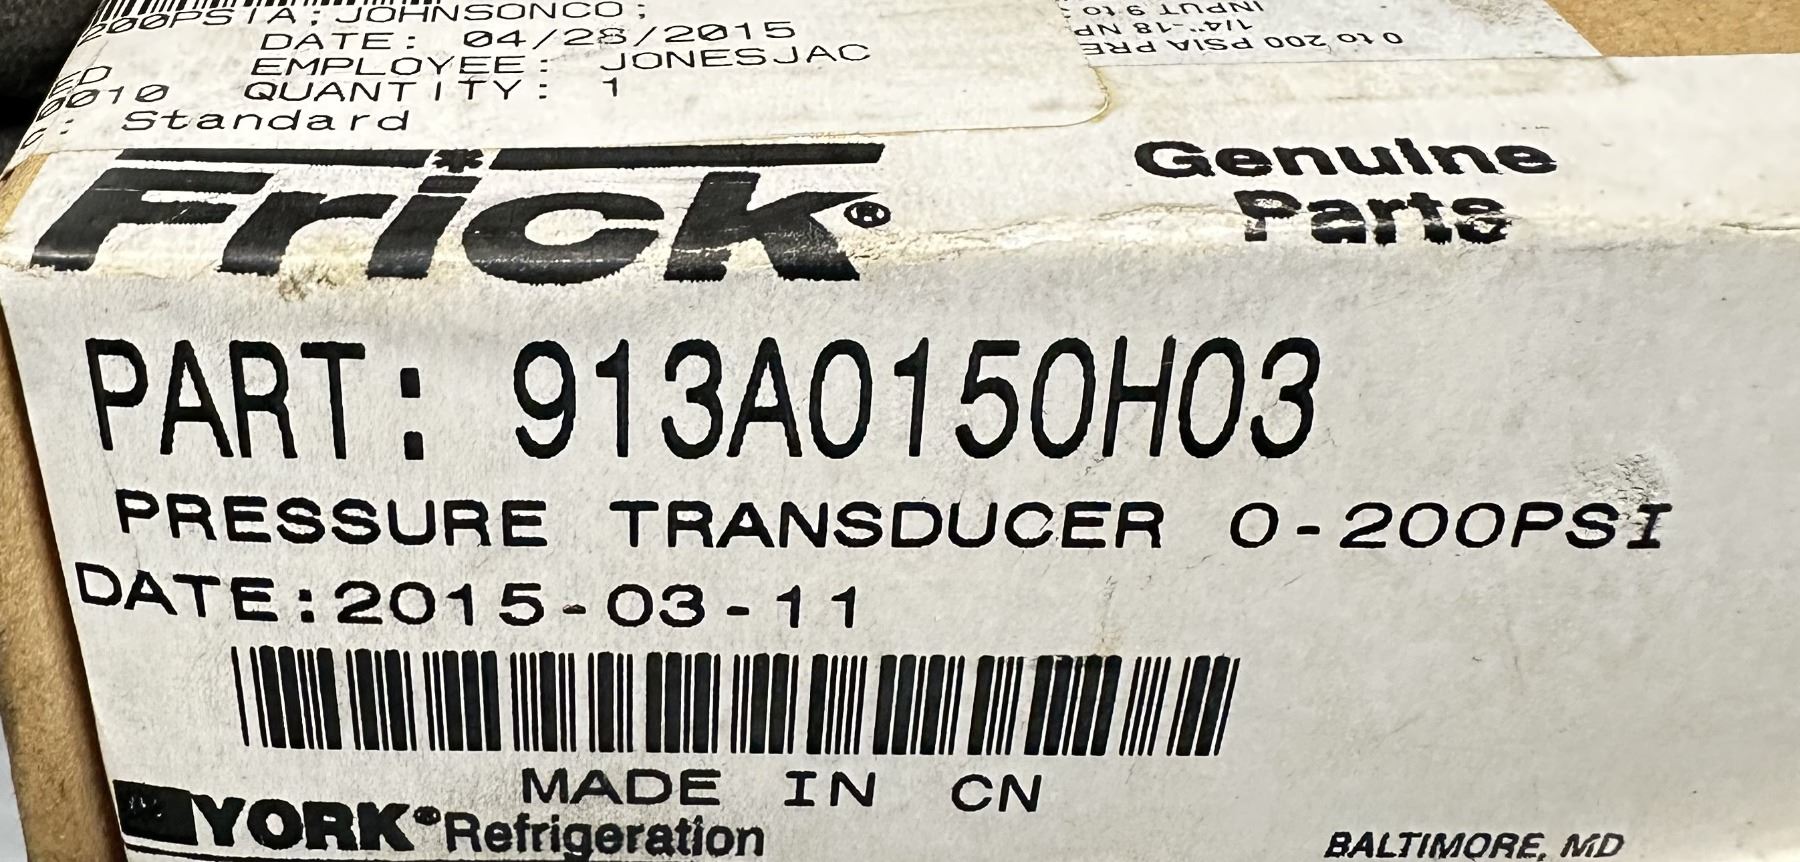 200PSIA; JOHNSONCO;
DATE: 04/28/2015
EMPLOYEE: JONESJAC
QUANTITY: 1
0010
Standard
0 to 200 PSIA PRE
1/4"-18 NP
INPUT 9 to
Frick®
Genuine
Parts
PART: 913A0150H03
PRESSURE TRANSDUCER 0-200PSI
DATE:2015-03-11
MADE IN CN
YORK® Refrigeration
BALTIMORE, MD